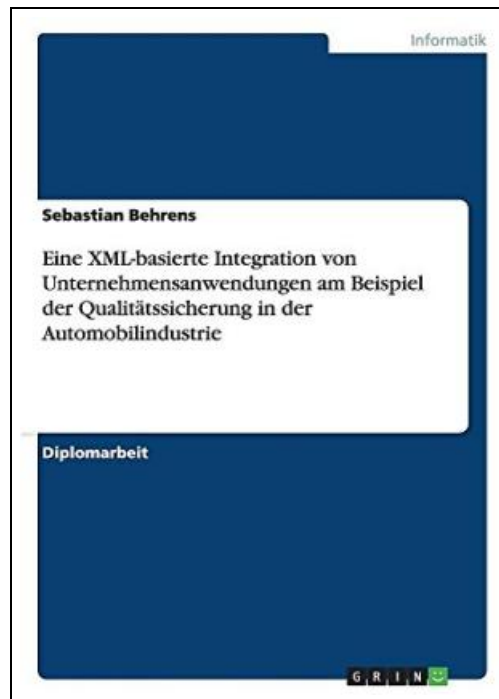 Informatik
Sebastian Behrens
Eine XML-basierte Integration von
Unternehmensanwendungen am Beispiel
der Qualitätssicherung in der
Automobilindustrie
Diplomarbeit
GRIN